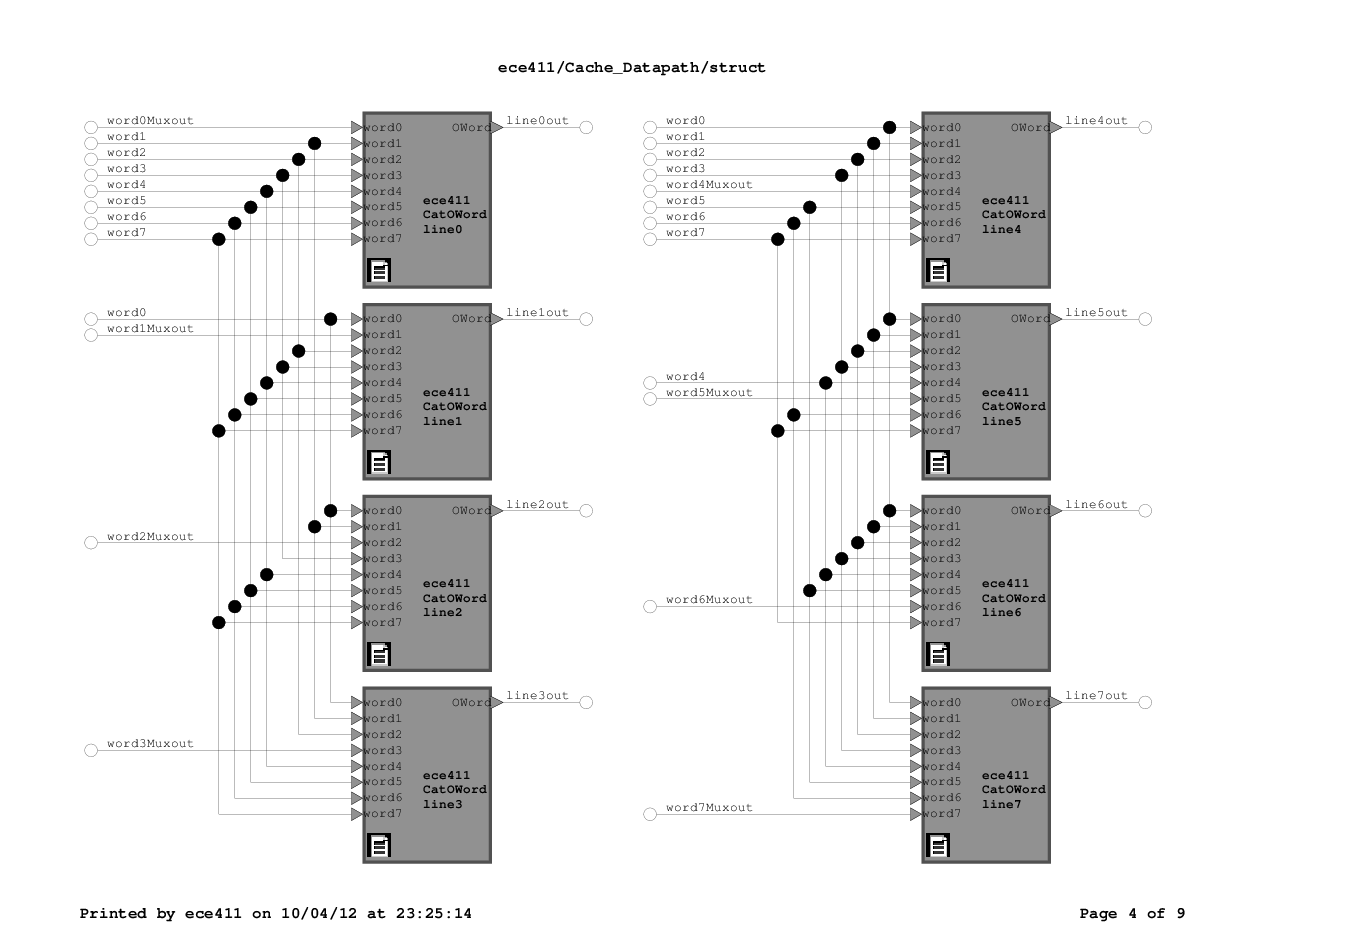 ece411/Cache_Datapath/struct
word0Muxout
word1
word2
word3
word4
word5
word6
word7
word0 OWord
word1
word2
word3
word4
word5
word6
word7
ece411
CatOWord
line0
line0out
word0
word1Muxout
word0 OWord
word1
word2
word3
word4
word5
word6
word7
ece411
CatOWord
line1
line1out
word2Muxout
word0 OWord
word1
word2
word3
word4
word5
word6
word7
ece411
CatOWord
line2
line2out
word3Muxout
word0 OWord
word1
word2
word3
word4
word5
word6
word7
ece411
CatOWord
line3
line3out
word0
word1
word2
word3
word4Muxout
word5
word6
word7
word0 OWord
word1
word2
word3
word4
word5
word6
word7
ece411
CatOWord
line4
line4out
word4
word5Muxout
word0 OWord
word1
word2
word3
word4
word5
word6
word7
ece411
CatOWord
line5
line5out
word6Muxout
word0 OWord
word1
word2
word3
word4
word5
word6
word7
ece411
CatOWord
line6
line6out
word7Muxout
word0 OWord
word1
word2
word3
word4
word5
word6
word7
ece411
CatOWord
line7
line7out
Printed by ece411 on 10/04/12 at 23:25:14 Page 4 of 9